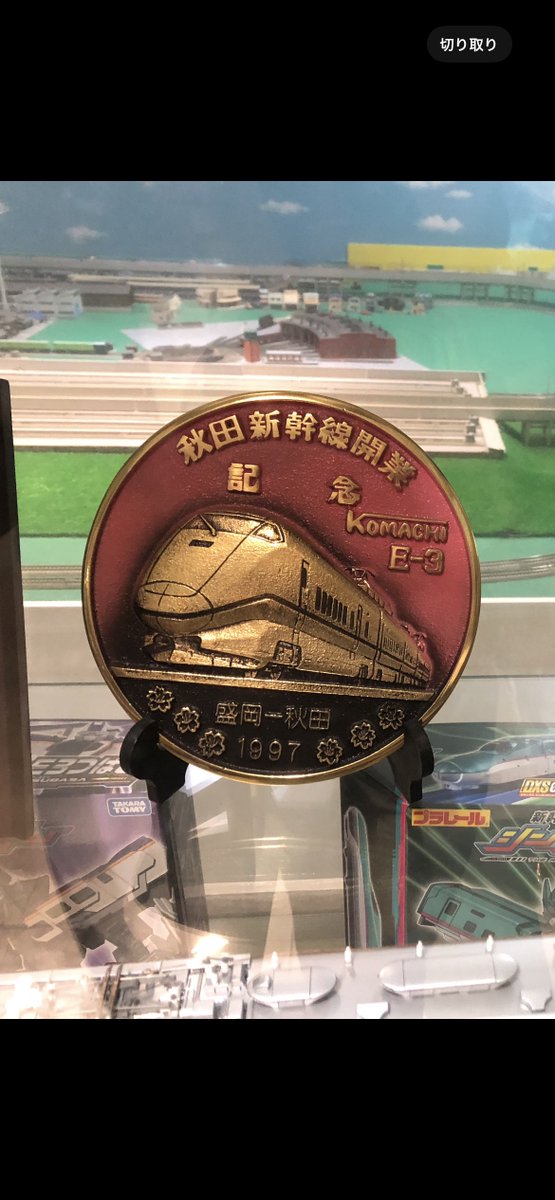 切り取り
秋田新幹線開業
記念
KOMACHI
E-3
盛岡ー秋田
1997
TAKARA
TOMY
DXS
プラレール